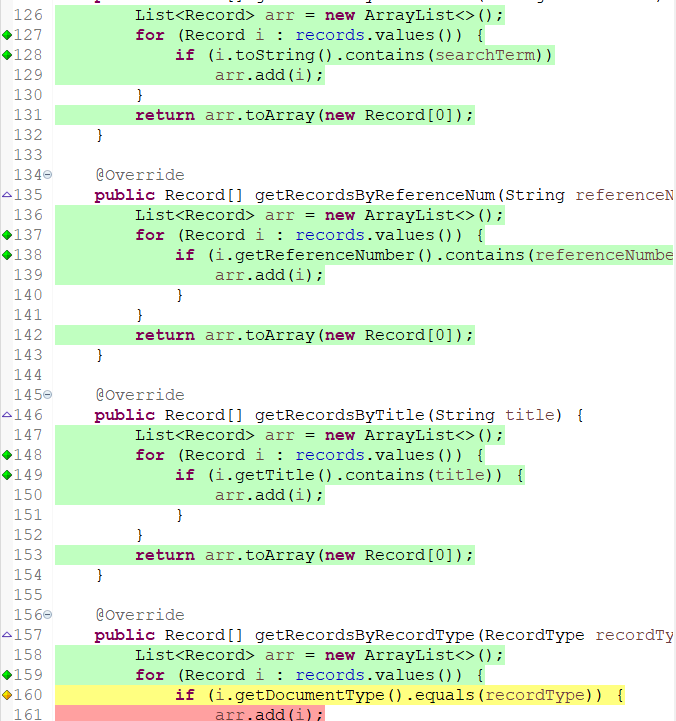 126 List<Record> arr = new ArrayList<>();
127 for (Record i : records.values()) {
128 if (i.toString().contains(searchTerm))
129 arr.add(i);
130 }
131 return arr.toArray(new Record[0]);
132 }
133
134 @Override
135 public Record[] getRecordsByReferenceNum(String referenceN
136 List<Record> arr = new ArrayList<>();
137 for (Record i : records.values()) {
138 if (i.getReferenceNumber().contains(referenceNumbe
139 arr.add(i);
140 }
141 }
142 return arr.toArray(new Record[0]);
143 }
144
145 @Override
146 public Record[] getRecordsByTitle(String title) {
147 List<Record> arr = new ArrayList<>();
148 for (Record i : records.values()) {
149 if (i.getTitle().contains(title)) {
150 arr.add(i);
151 }
152 }
153 return arr.toArray(new Record[0]);
154 }
155
156 @Override
157 public Record[] getRecordsByRecordType(RecordType recordTy
158 List<Record> arr = new ArrayList<>();
159 for (Record i : records.values()) {
160 if (i.getDocumentType().equals(recordType)) {
161 arr.add(i);